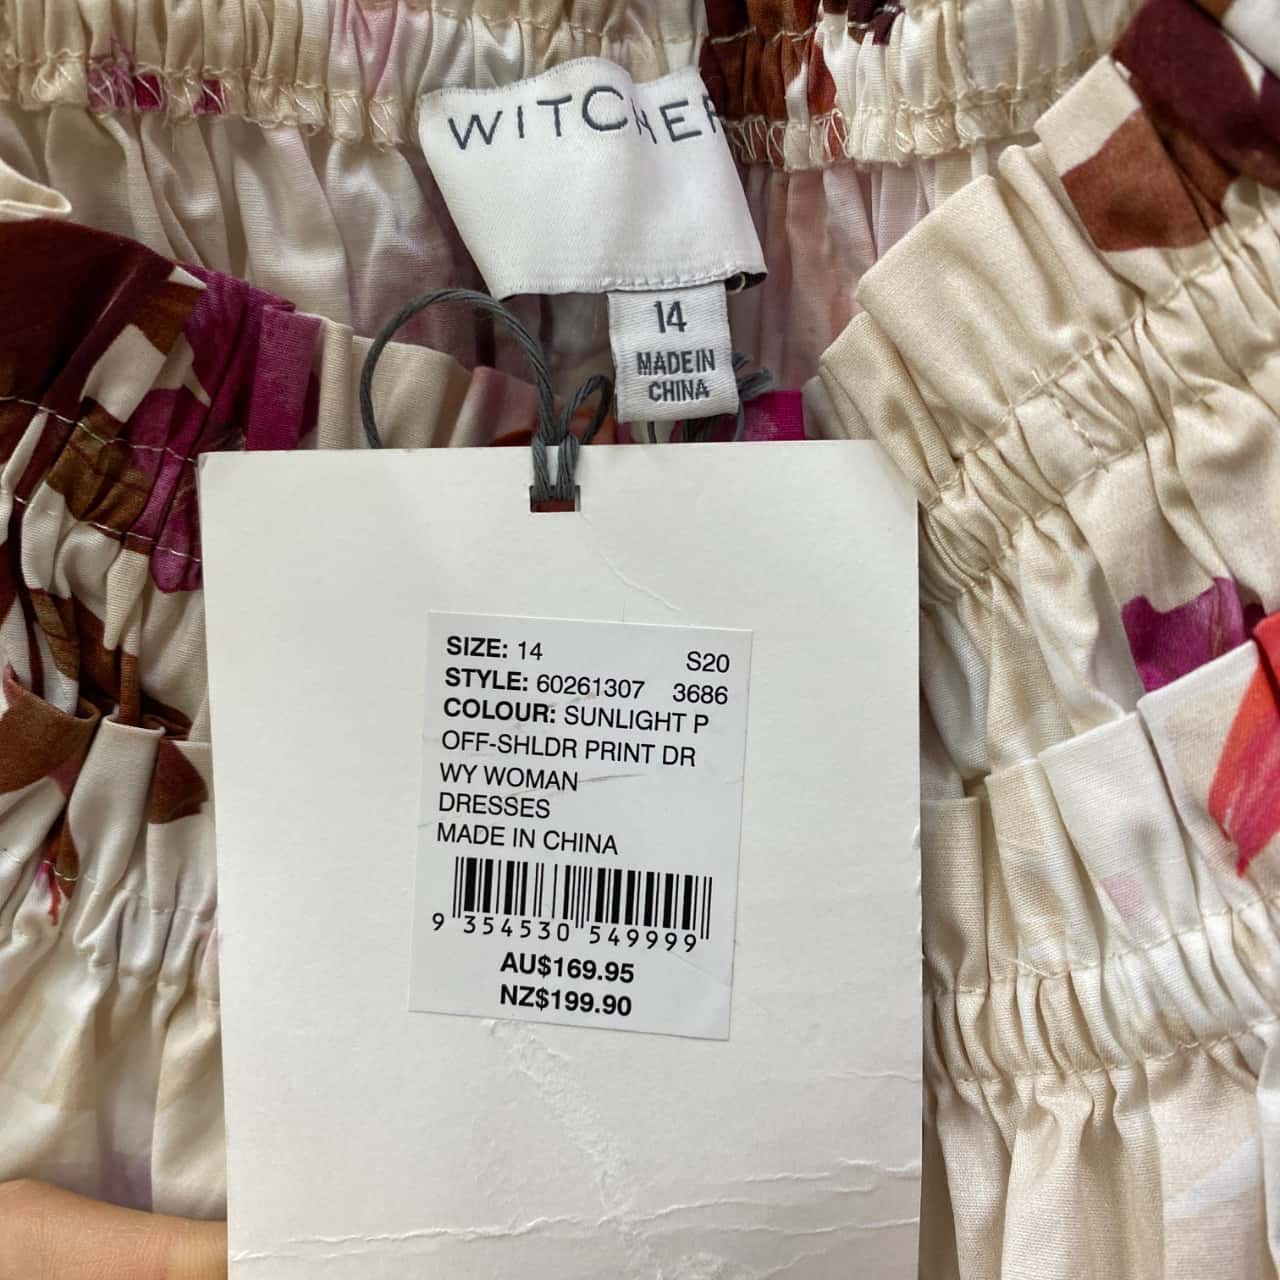 WITCHER
14
MADE IN
CHINA
SIZE: 14 S20
STYLE: 60261307 3686
COLOUR: SUNLIGHT P
OFF-SHLDR PRINT DR
WY WOMAN
DRESSES
MADE IN CHINA
9 354530 549999
AU$169.95
NZ$199.90